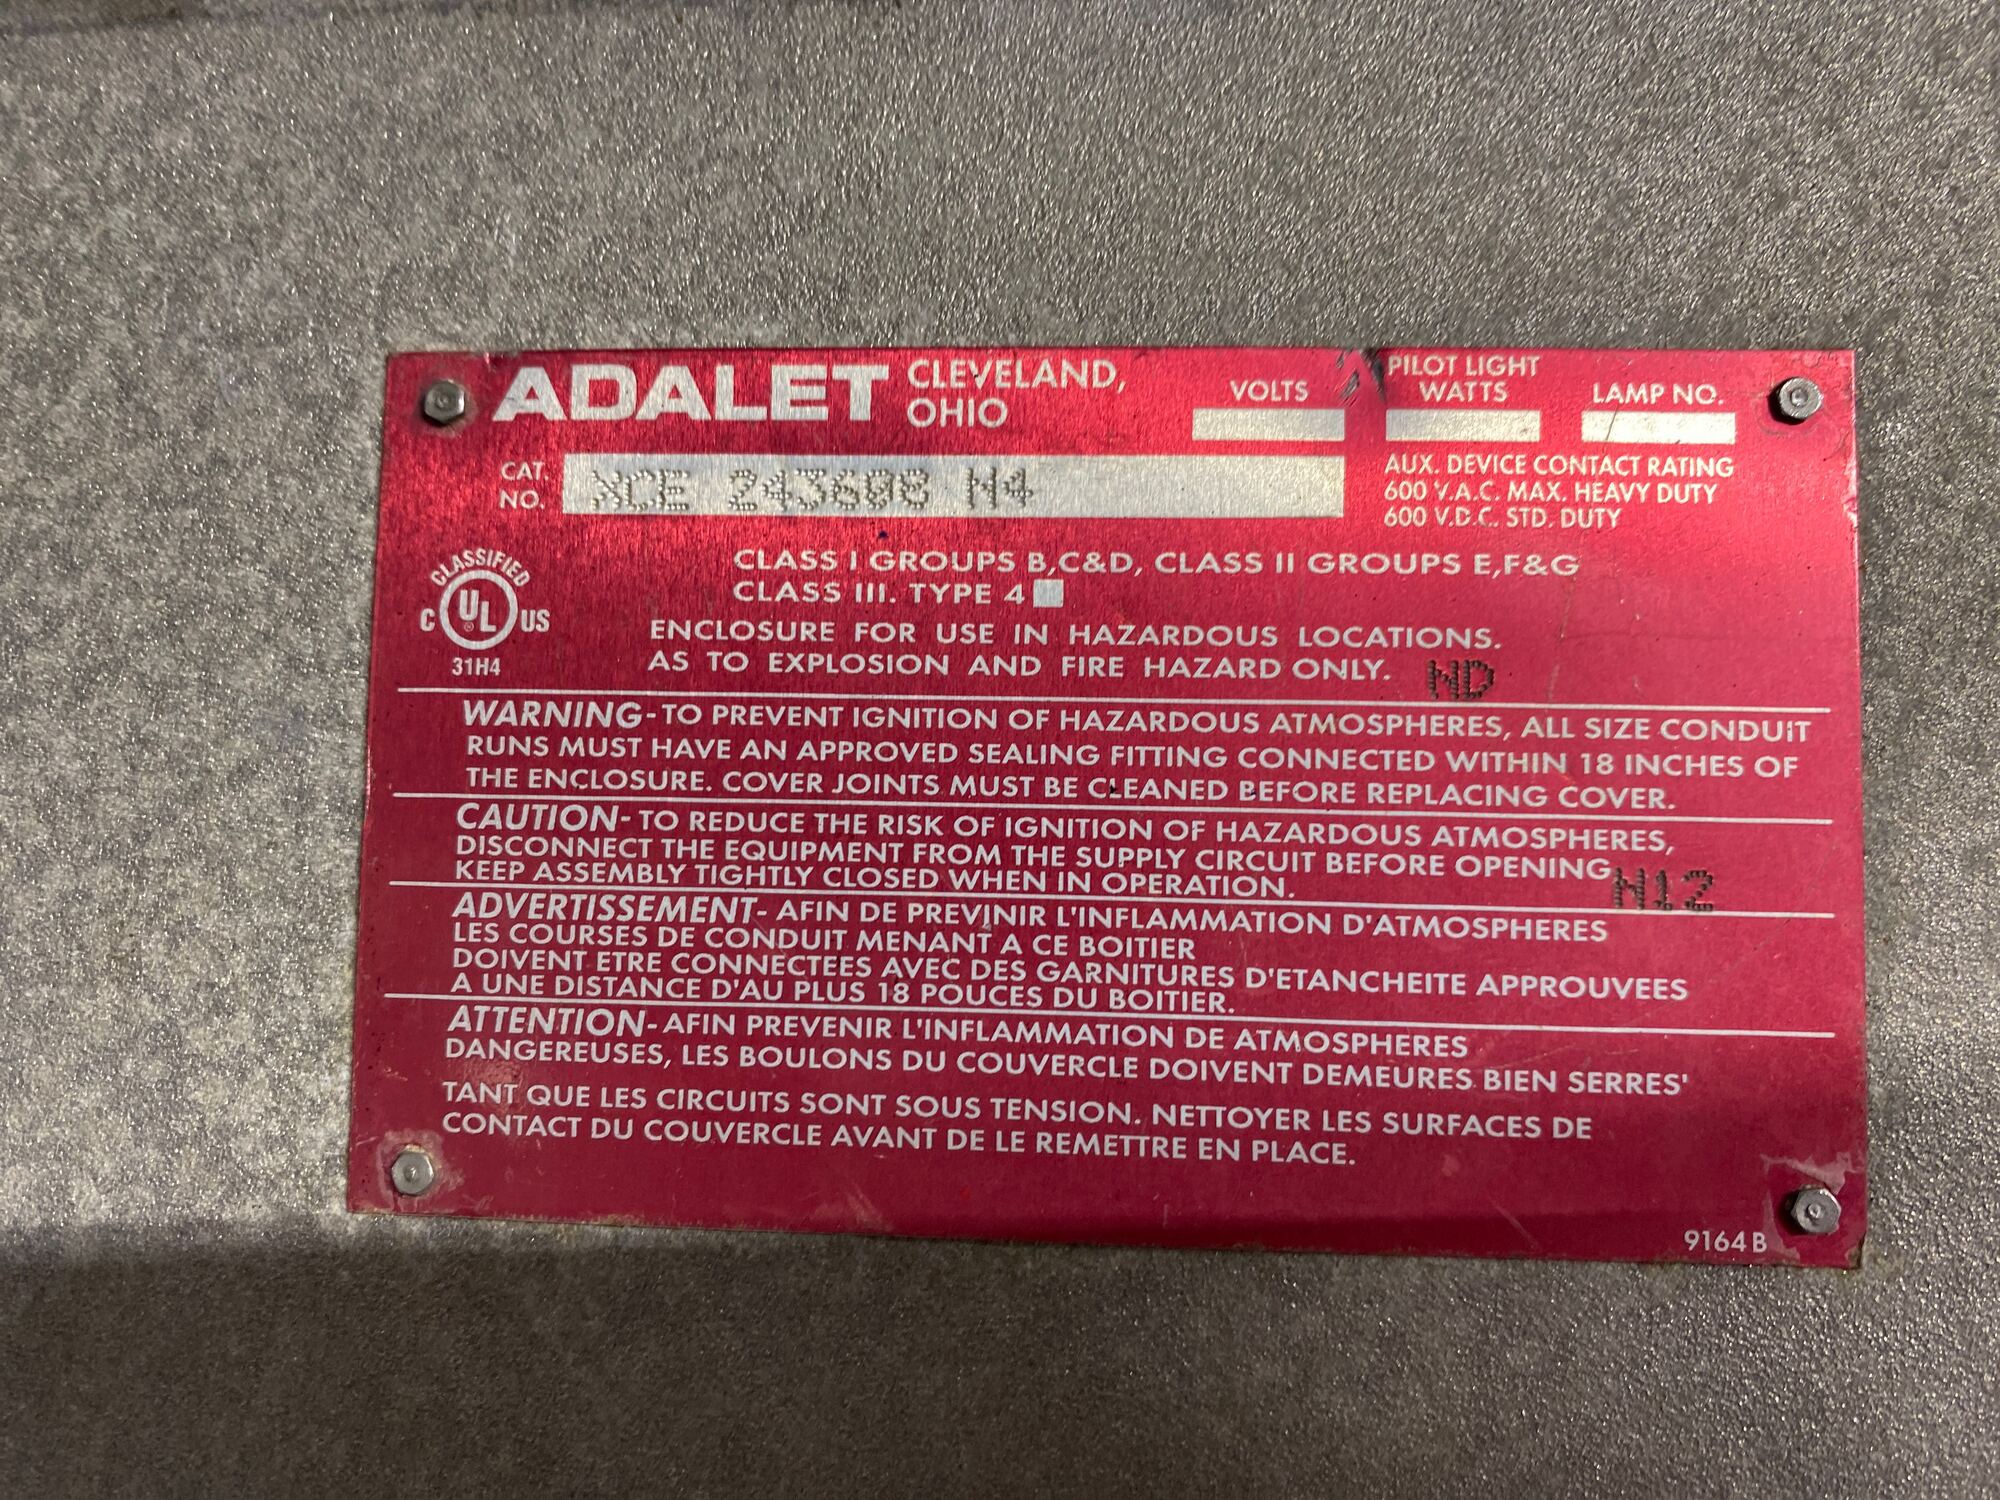 ADALET CLEVELAND, OHIO
VOLTS
PILOT LIGHT WATTS
LAMP NO.
CAT. NO. XCE 243608 N4
AUX. DEVICE CONTACT RATING
600 V.A.C. MAX. HEAVY DUTY
600 V.D.C. STD. DUTY
CLASSIFIED
C UL US
31H4
CLASS I GROUPS B,C&D, CLASS II GROUPS E,F&G
CLASS III. TYPE 4
ENCLOSURE FOR USE IN HAZARDOUS LOCATIONS.
AS TO EXPLOSION AND FIRE HAZARD ONLY. ND
WARNING-TO PREVENT IGNITION OF HAZARDOUS ATMOSPHERES, ALL SIZE CONDUIT
RUNS MUST HAVE AN APPROVED SEALING FITTING CONNECTED WITHIN 18 INCHES OF
THE ENCLOSURE. COVER JOINTS MUST BE CLEANED BEFORE REPLACING COVER.
CAUTION-TO REDUCE THE RISK OF IGNITION OF HAZARDOUS ATMOSPHERES,
DISCONNECT THE EQUIPMENT FROM THE SUPPLY CIRCUIT BEFORE OPENING,
KEEP ASSEMBLY TIGHTLY CLOSED WHEN IN OPERATION. N12
ADVERTISSEMENT- AFIN DE PREVINIR L'INFLAMMATION D'ATMOSPHERES
LES COURSES DE CONDUIT MENANT A CE BOITIER
DOIVENT ETRE CONNECTEES AVEC DES GARNITURES D'ETANCHEITE APPROUVEES
A UNE DISTANCE D'AU PLUS 18 POUCES DU BOITIER.
ATTENTION-AFIN PREVENIR L'INFLAMMATION DE ATMOSPHERES
DANGEREUSES, LES BOULONS DU COUVERCLE DOIVENT DEMEURES BIEN SERRES'
TANT QUE LES CIRCUITS SONT SOUS TENSION. NETTOYER LES SURFACES DE
CONTACT DU COUVERCLE AVANT DE LE REMETTRE EN PLACE.
9164B